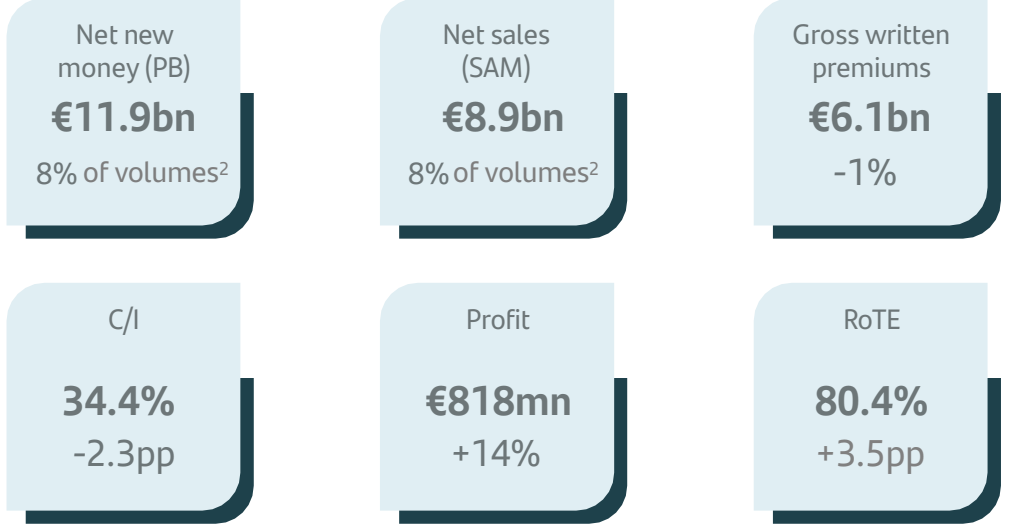 Net new
money (PB)
€11.9bn
8% of volumes²
Net sales
(SAM)
€8.9bn
8% of volumes²
Gross written
premiums
€6.1bn
-1%
C/I
34.4%
-2.3pp
Profit
€818mn
+14%
RoTE
80.4%
+3.5pp